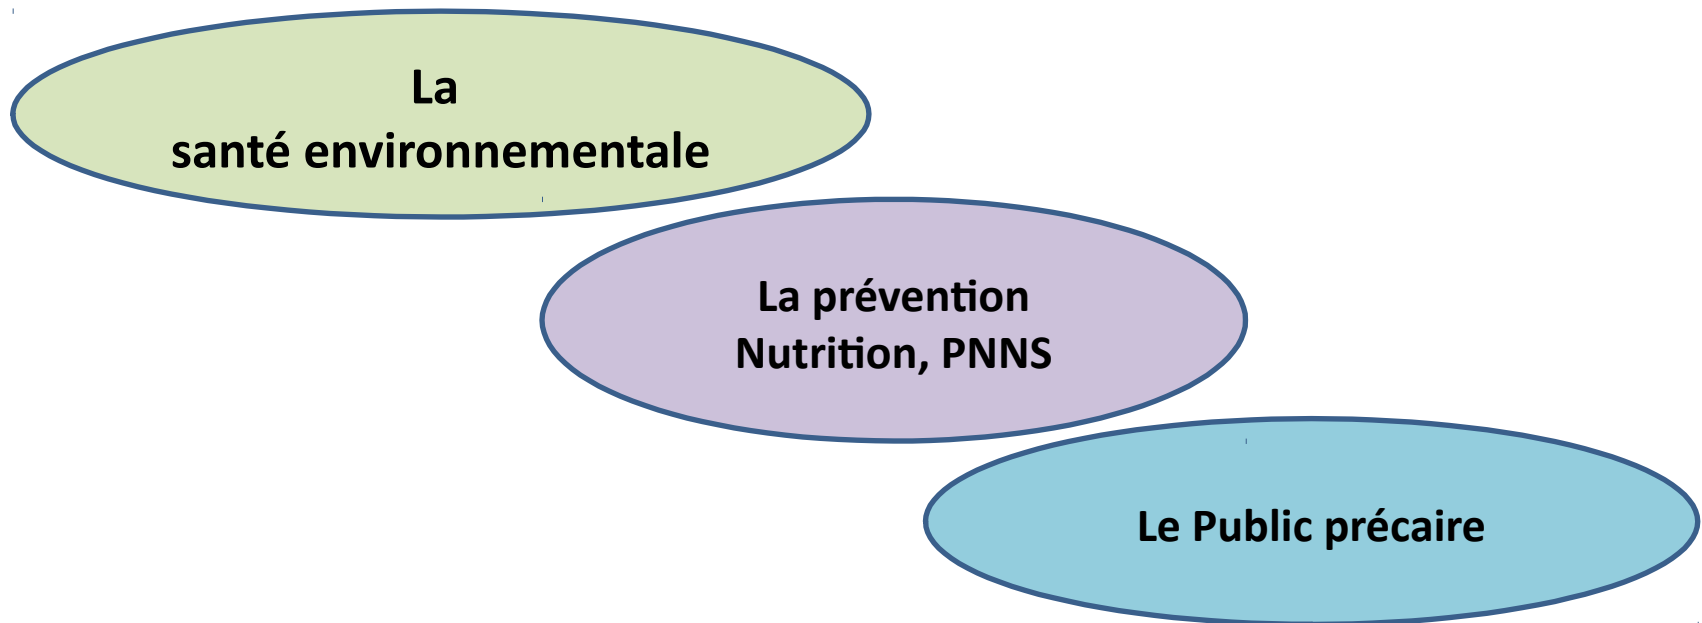 La
santé environnementale
La prévention
Nutrition, PNNS
Le Public précaire